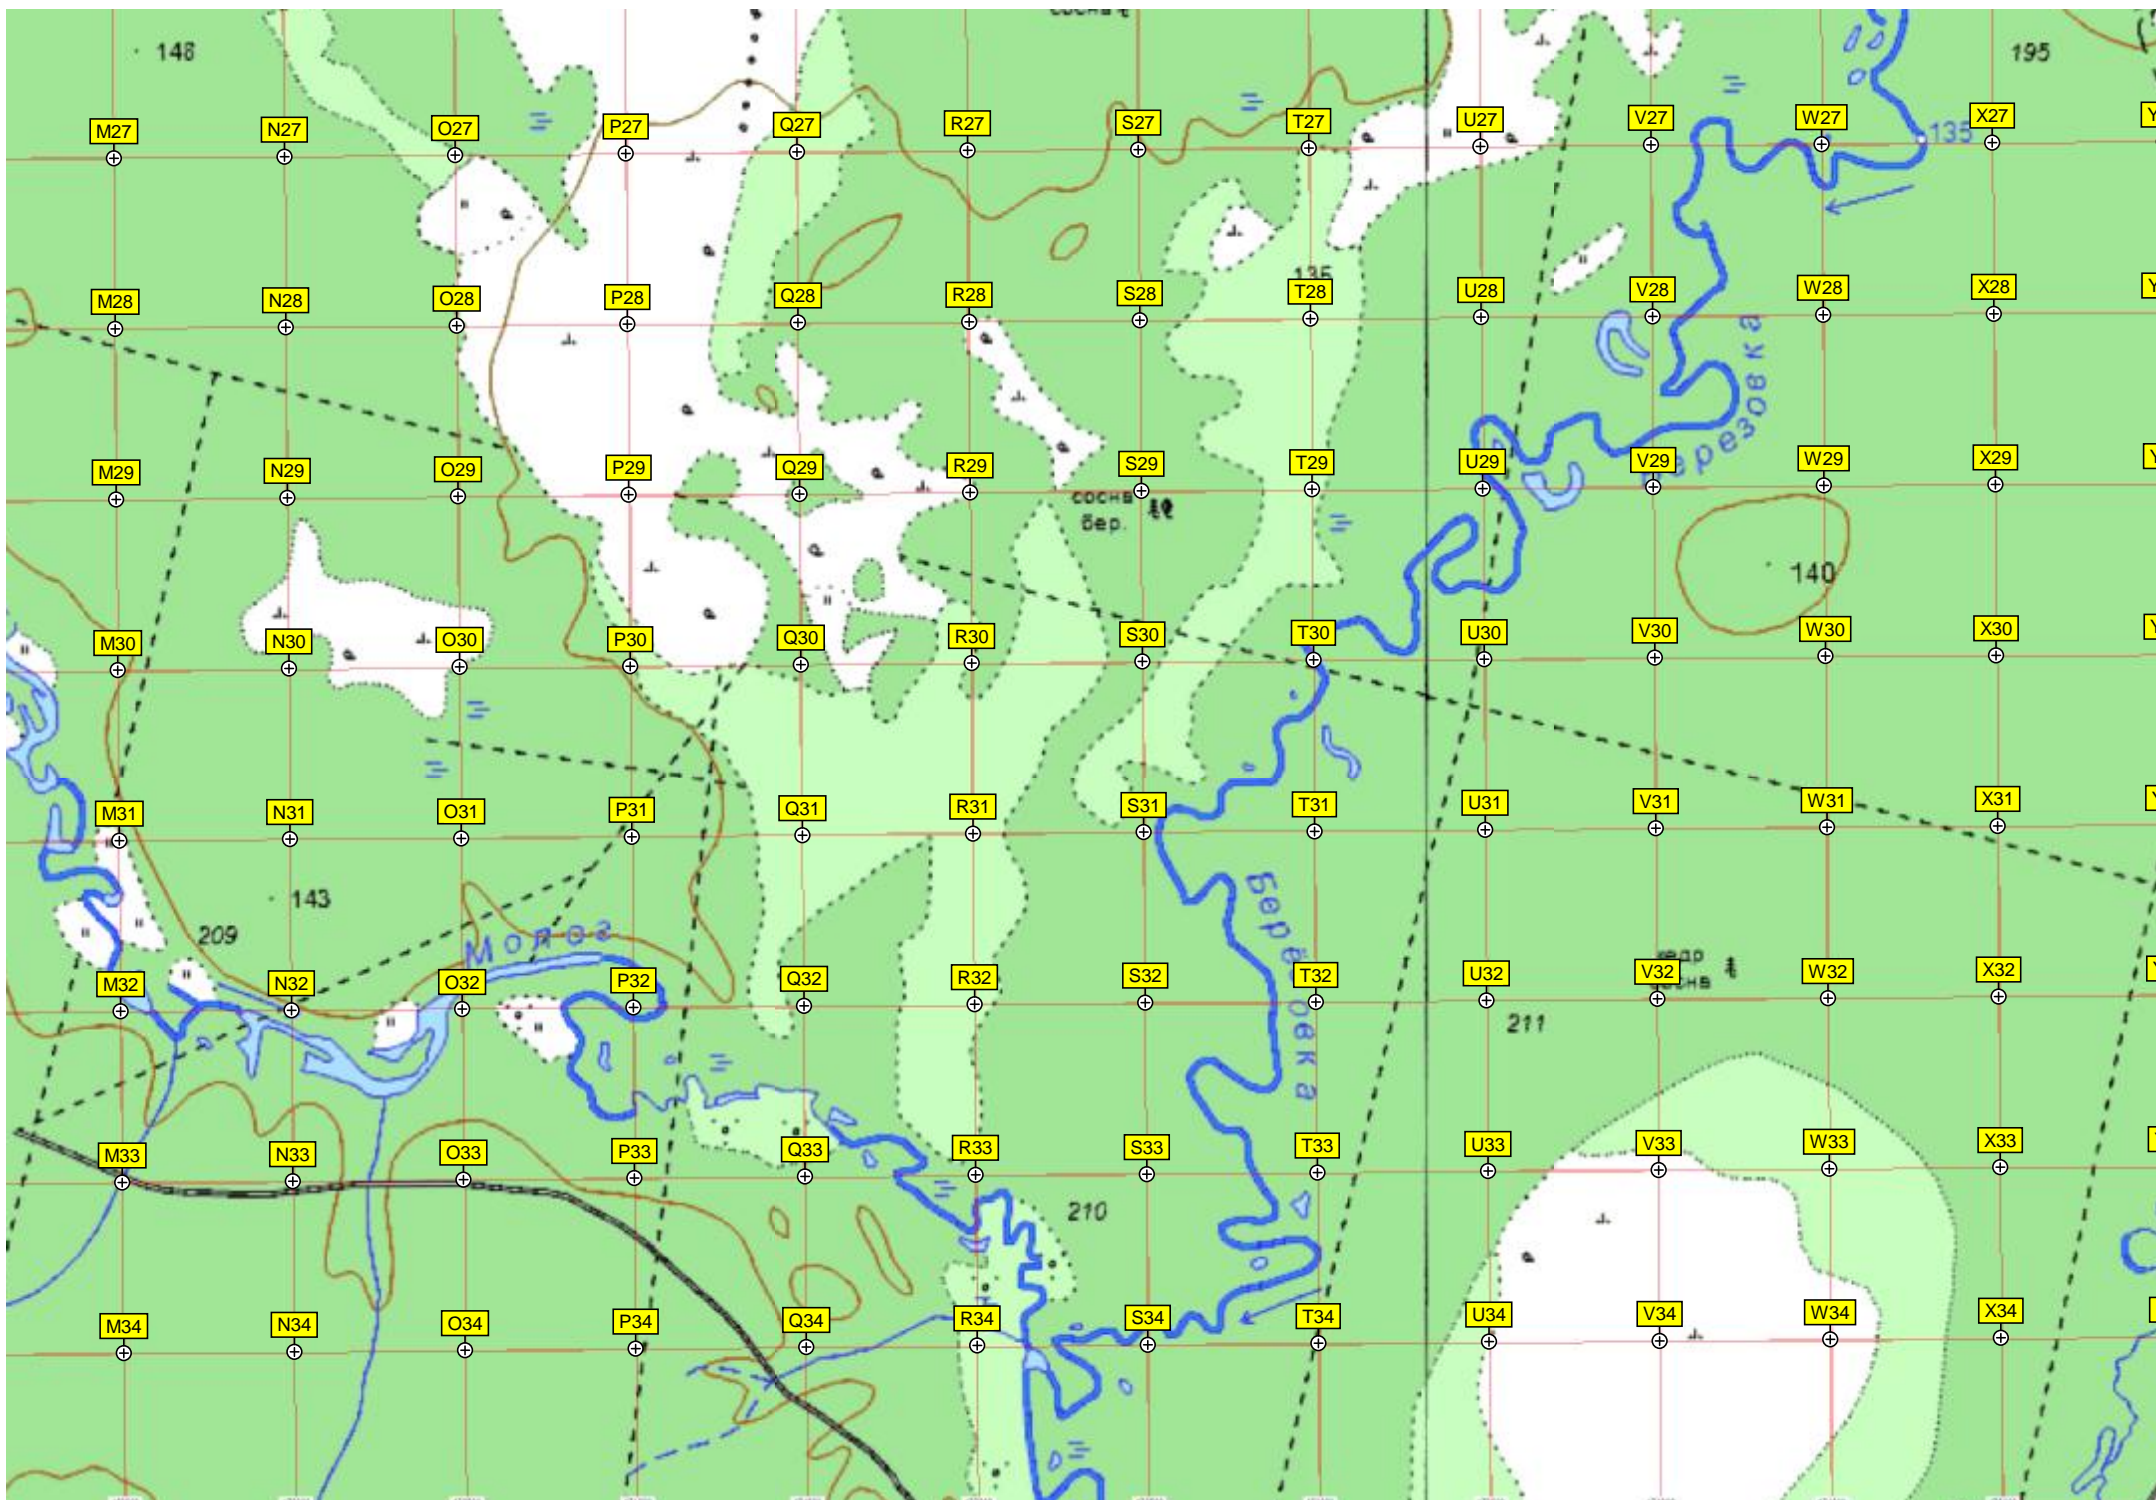 148
195
M27 N27 O27 P27 Q27 R27 S27 T27 U27 V27 W27 135 X27
M28 N28 O28 P28 Q28 R28 S28 T28 U28 V28 W28 X28
M29 N29 O29 P29 Q29 R29 S29 T29 U29 V29 W29 X29
бер.
140
M30 N30 O30 P30 Q30 R30 S30 T30 U30 V30 W30 X30
M31 N31 O31 P31 Q31 R31 S31 T31 U31 V31 W31 X31
143
209
Молог
M32 N32 O32 P32 Q32 R32 S32 T32 U32 V32 W32 X32
211
M33 N33 O33 P33 Q33 R33 S33 T33 U33 V33 W33 X33
210
M34 N34 O34 P34 Q34 R34 S34 T34 U34 V34 W34 X34